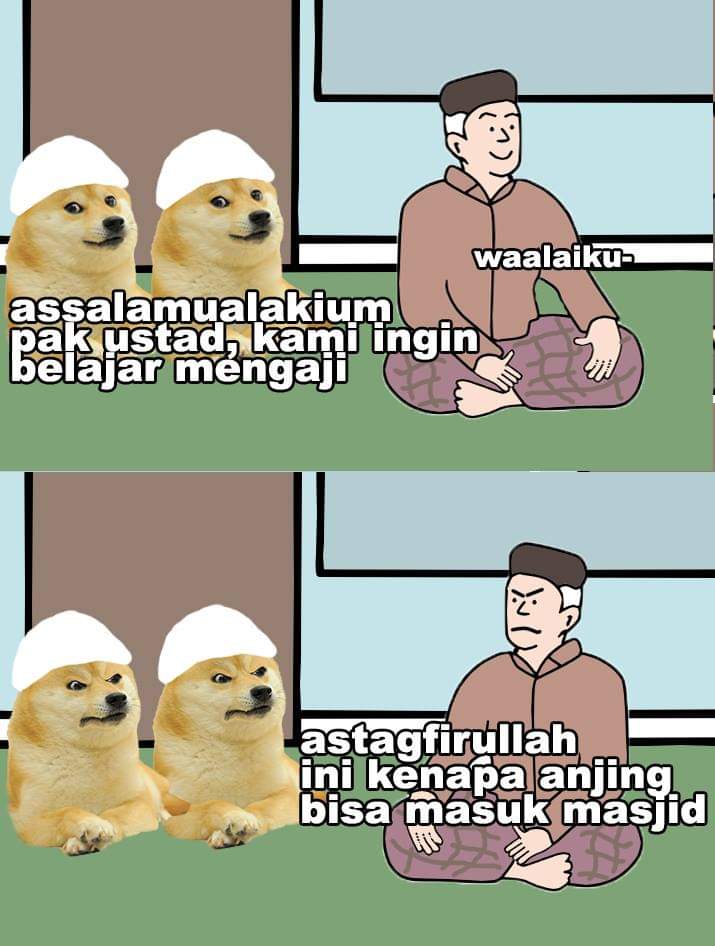 waalaiku-
assalamualakium
pak ustad, kami ingin
belajar mengaji
astagfirullah
ini kenapa anjing
bisa masuk masjid